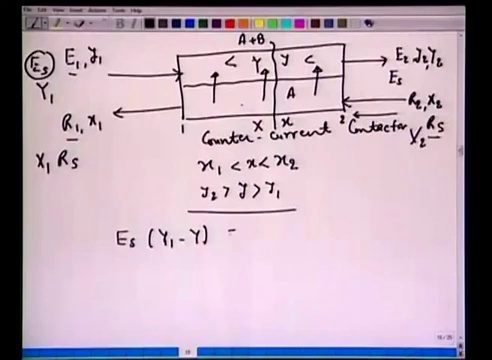 A+B
E_s E_1, y_1
Y_1
< Y y <
E_2, y_2, Y_2
E_s
A
R_1, x_1
X_1 R_s
1 X x 2
R_2, x_2
X_2 R_s
Counter-current Contactor
x_1 < x < x_2
y_2 > y > y_1
E_s (Y_1 - Y) =